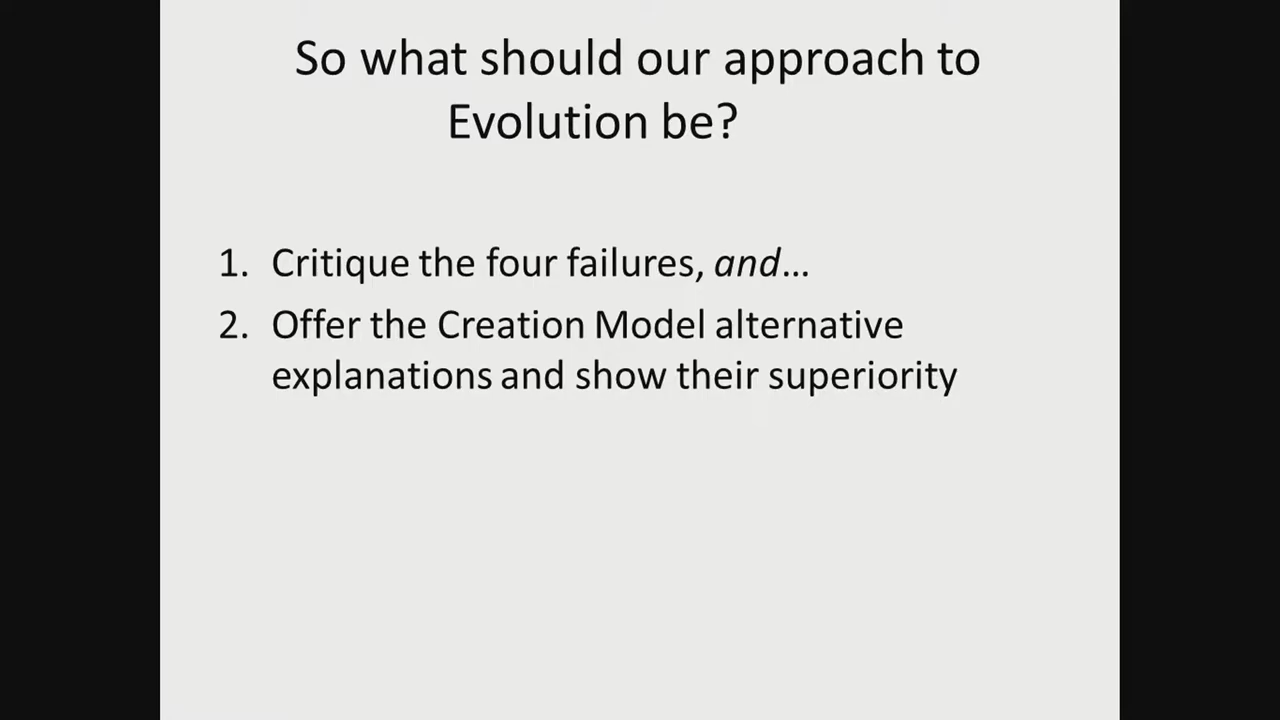 So what should our approach to
Evolution be?
1. Critique the four failures, and…
2. Offer the Creation Model alternative
explanations and show their superiority